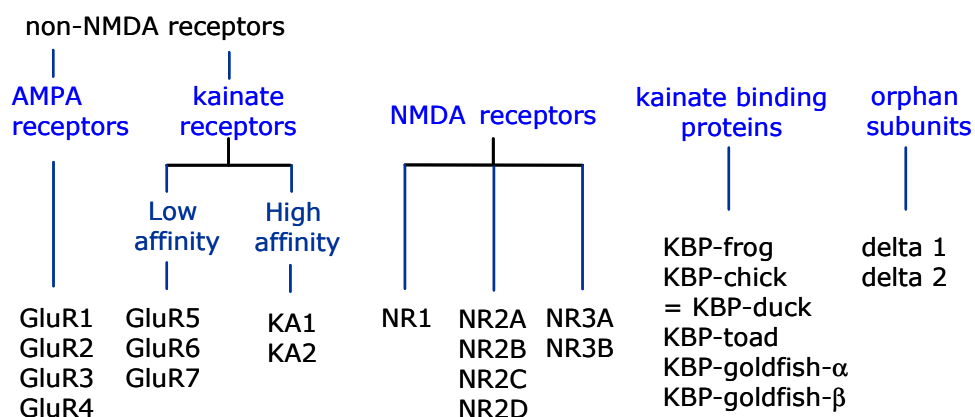 non-NMDA receptors
AMPA
receptors
kainate
receptors
Low
affinity
High
affinity
GluR1
GluR2
GluR3
GluR4
GluR5
GluR6
GluR7
KA1
KA2
NMDA receptors
NR1
NR2A
NR2B
NR2C
NR2D
NR3A
NR3B
kainate binding
proteins
KBP-frog
KBP-chick
= KBP-duck
KBP-toad
KBP-goldfish-α
KBP-goldfish-β
orphan
subunits
delta 1
delta 2